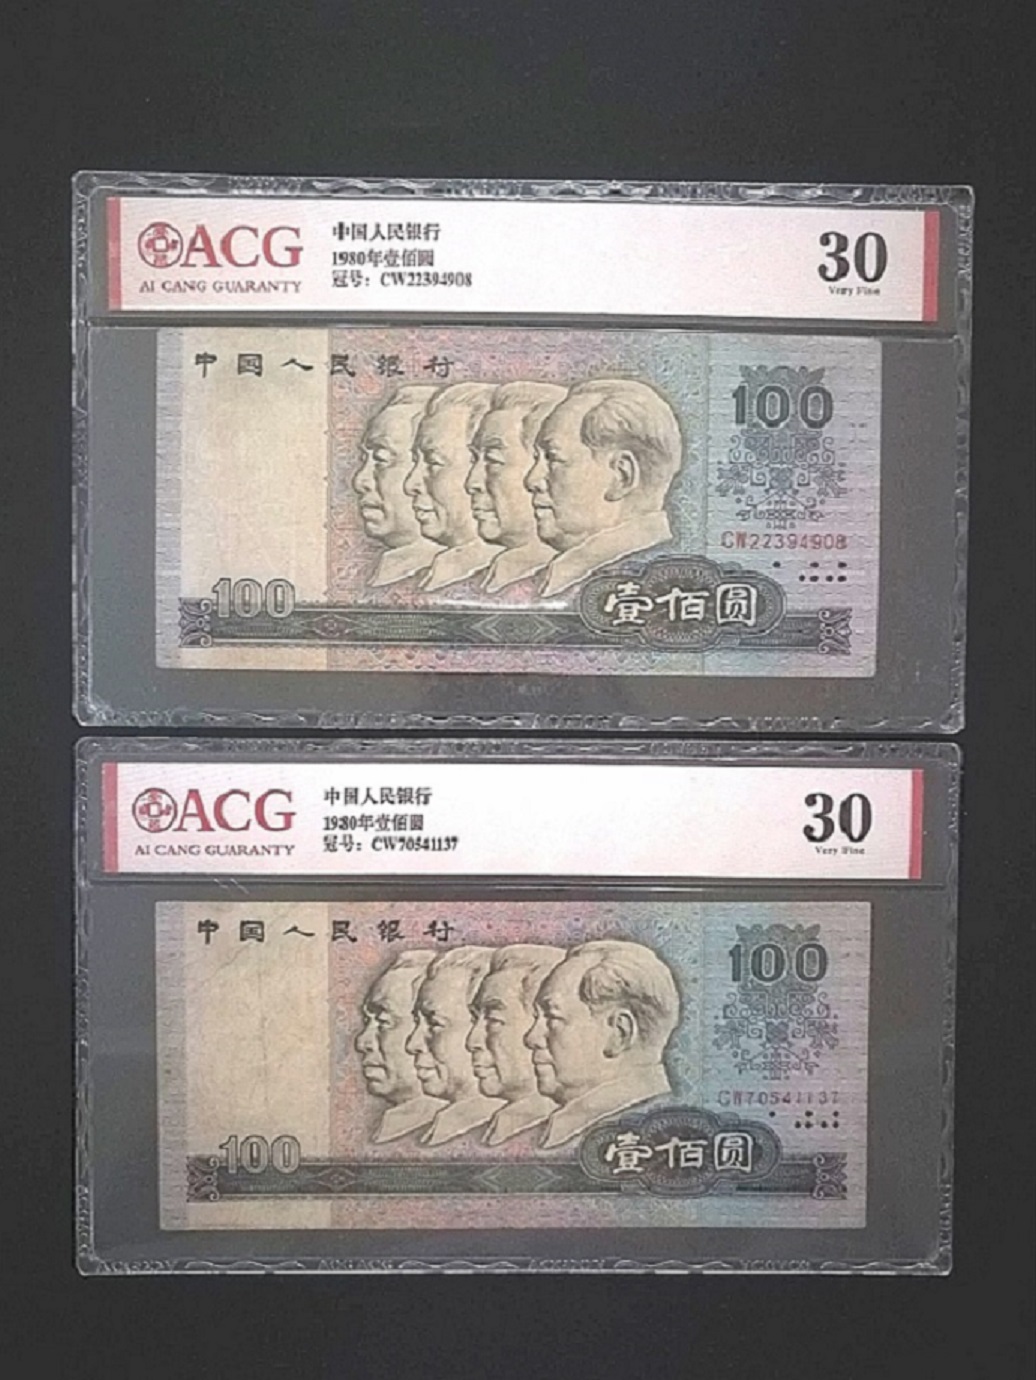 ACG
AI CANG GUARANTY
中国人民银行
1980年壹佰圆
冠号：CW22394908
30
Very Fine
中国人民银行
100
CW22394908
100
壹佰圆
ACG
AI CANG GUARANTY
中国人民银行
1980年壹佰圆
冠号：CW70541137
30
Very Fine
中国人民银行
100
CW70541137
100
壹佰圆